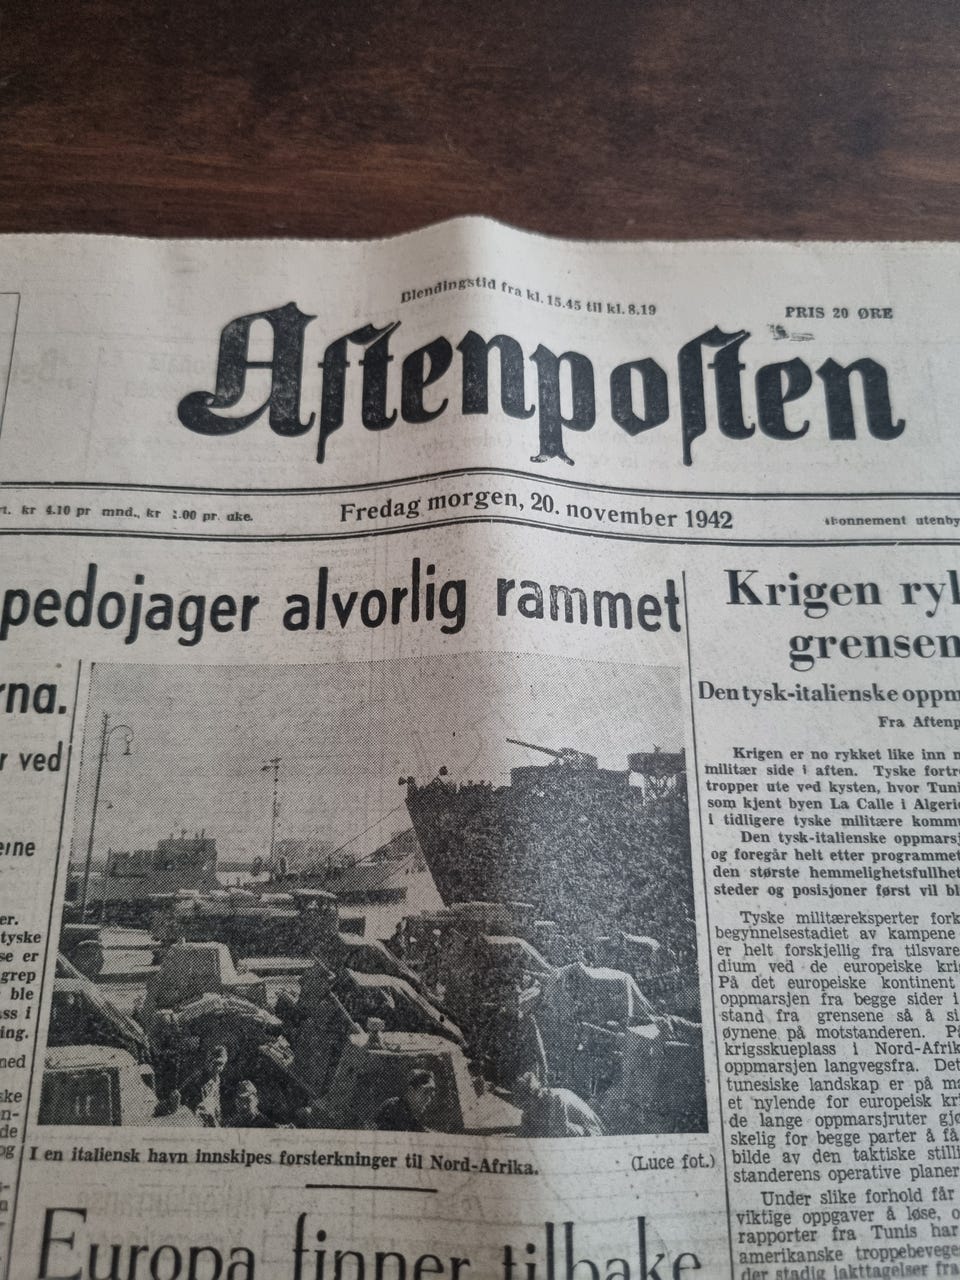 Blendingstid fra kl. 15.45 til kl. 8.19
PRIS 20 ØRE
Aftenposten
kr 4.10 pr mnd., kr 1.00 pr. uke.
Fredag morgen, 20. november 1942
abonnement utenby
pedojager alvorlig rammet
rna.
r ved
erne
er.
tyske
se er
grep
ble
ss i
ing.
med
ske
n-
de
og
I en italiensk havn innskipes forsterkninger til Nord-Afrika.
(Luce fot.)
Europa finner tilbake
Krigen ryk
grensen
Den tysk-italienske oppm
Fra Aftenp
Krigen er no rykket like inn
militær side i aften. Tyske fortr
tropper ute ved kysten, hvor Tuni
som kjent byen La Calle i Algeri
i tidligere tyske militære kommu
Den tysk-italienske oppmarsj
og foregår helt etter programmet
den største hemmelighetsfullhet
steder og posisjoner først vil bl
Tyske militæreksperter fork
begynnelsestadiet av kampene
er helt forskjellig fra tilsvare
dium ved de europeiske kri
På det europeiske kontinent
oppmarsjen fra begge sider i
stand fra grensene så å si
øynene på motstanderen. På
krigsskueplass i Nord-Afrik
oppmarsjen langvegsfra. Det
tunesiske landskap er på ma
et nylende for europeisk kri
de lange oppmarsjruter gjø
skelig for begge parter å få
bilde av den taktiske stilli
standerens operative planer
Under slike forhold får
viktige oppgaver å løse, o
rapporter fra Tunis har
amerikanske troppebevege
der stadig iakttagelser fra